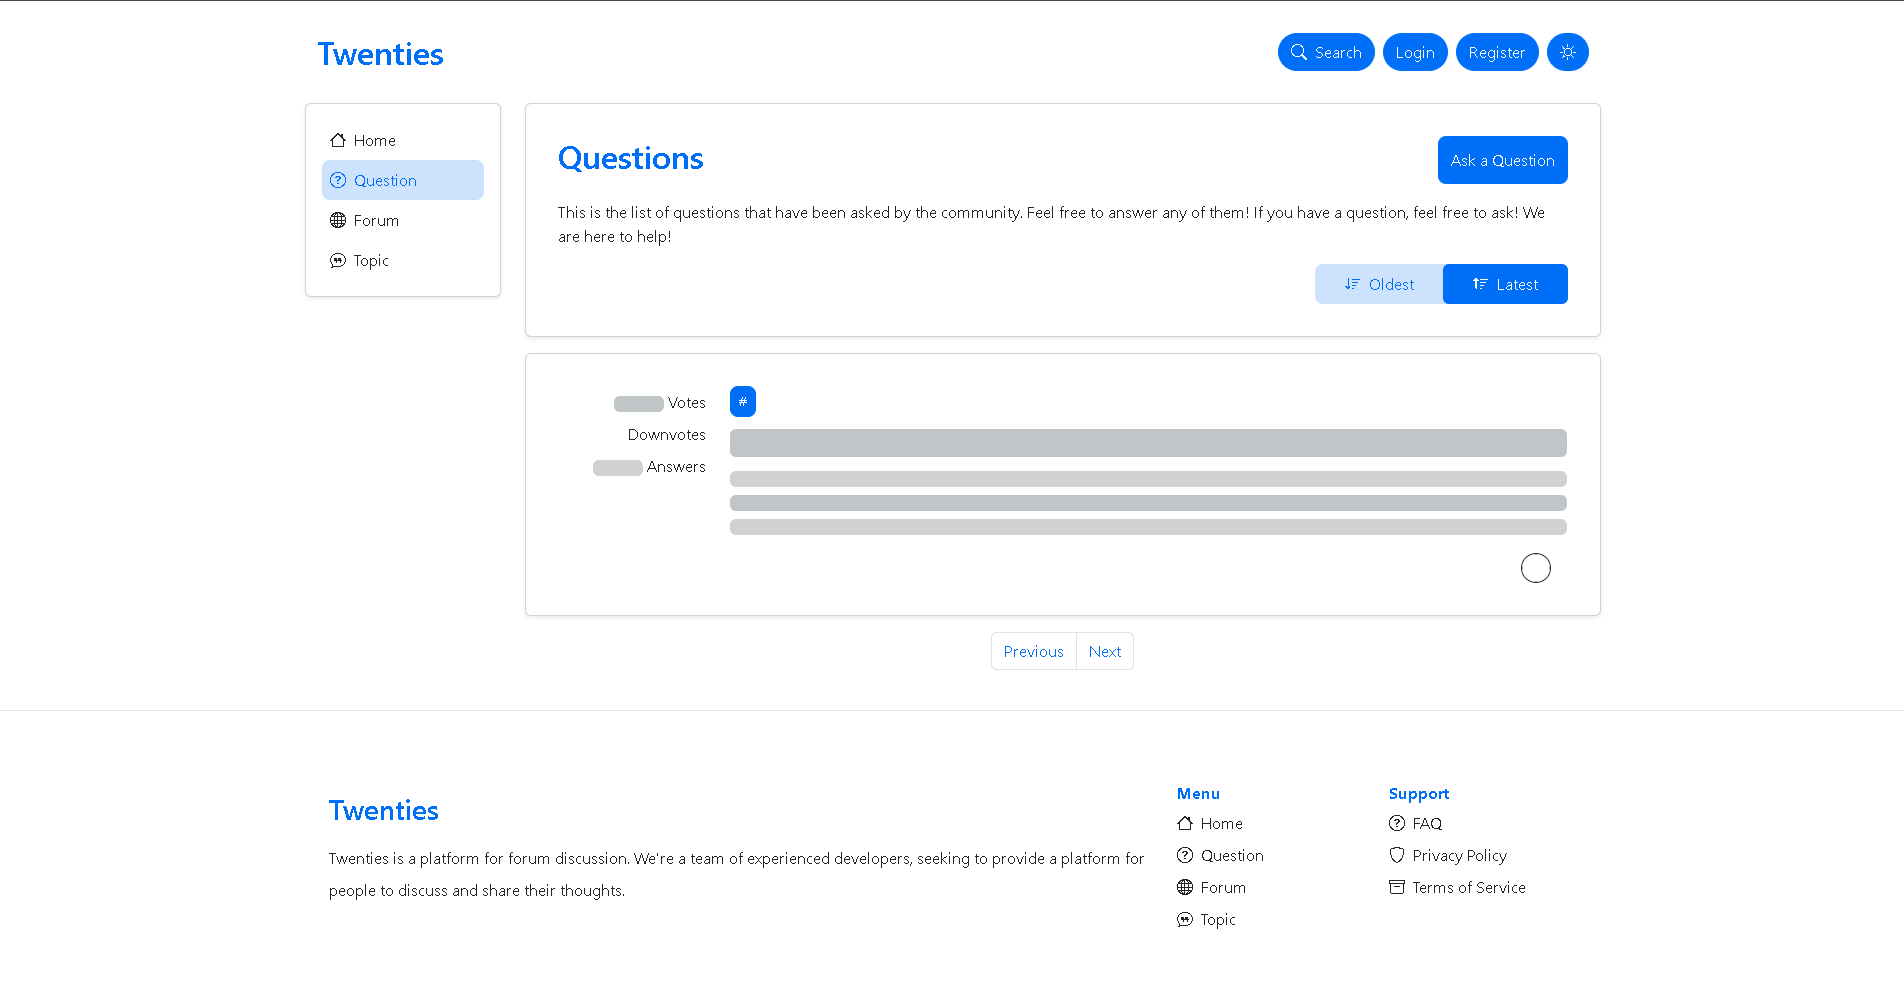 Twenties
Search
Login
Register
Home
Question
Forum
Topic
Questions
Ask a Question
This is the list of questions that have been asked by the community. Feel free to answer any of them! If you have a question, feel free to ask! We
are here to help!
Oldest
Latest
Votes
#
Downvotes
Answers
Previous
Next
Twenties
Twenties is a platform for forum discussion. We're a team of experienced developers, seeking to provide a platform for
people to discuss and share their thoughts.
Menu
Home
Question
Forum
Topic
Support
FAQ
Privacy Policy
Terms of Service